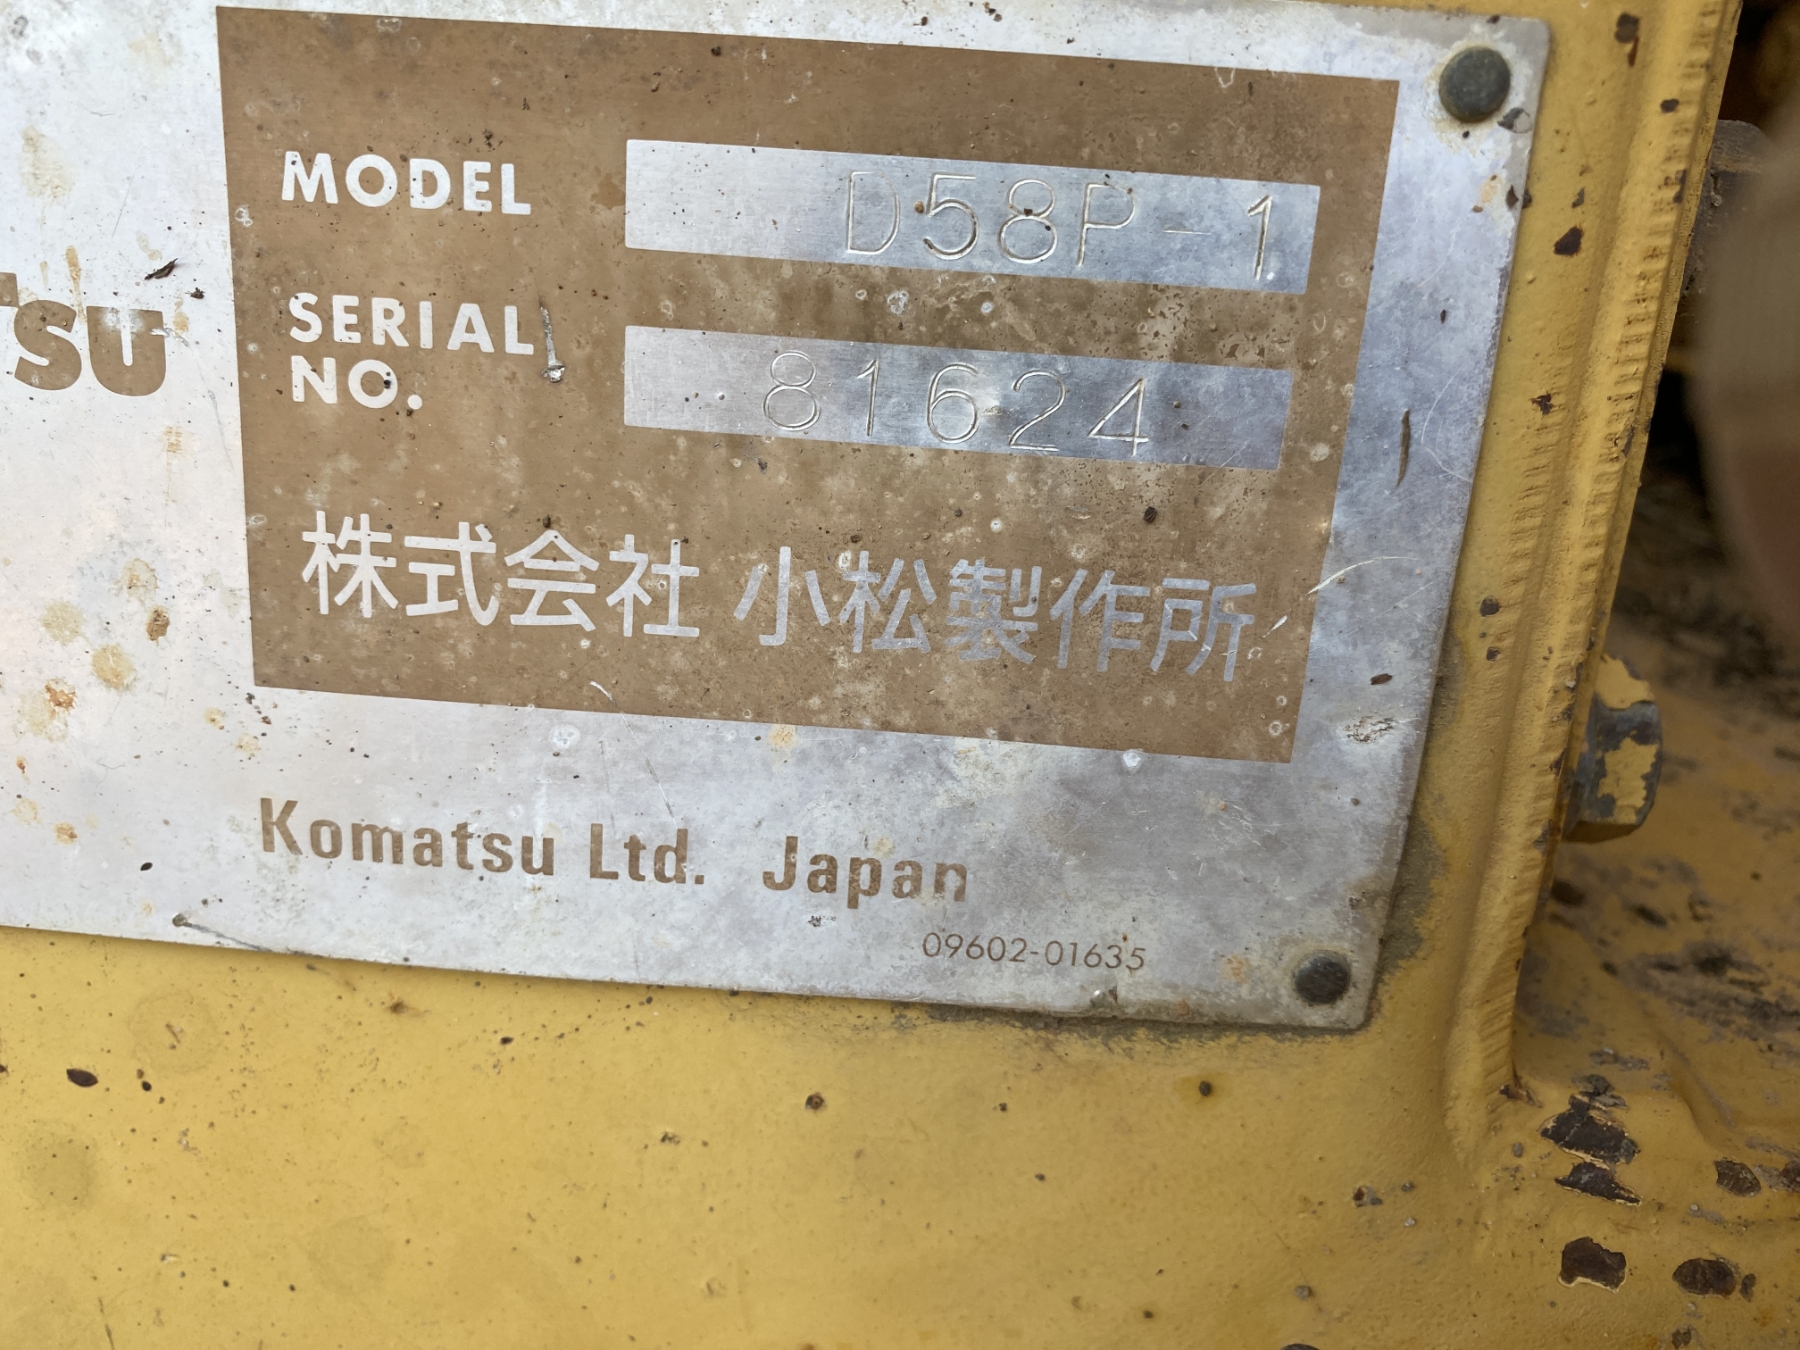 MODEL D58P-1
TSU
SERIAL
NO. 81624
株式会社 小松製作所
Komatsu Ltd. Japan
09602-01635